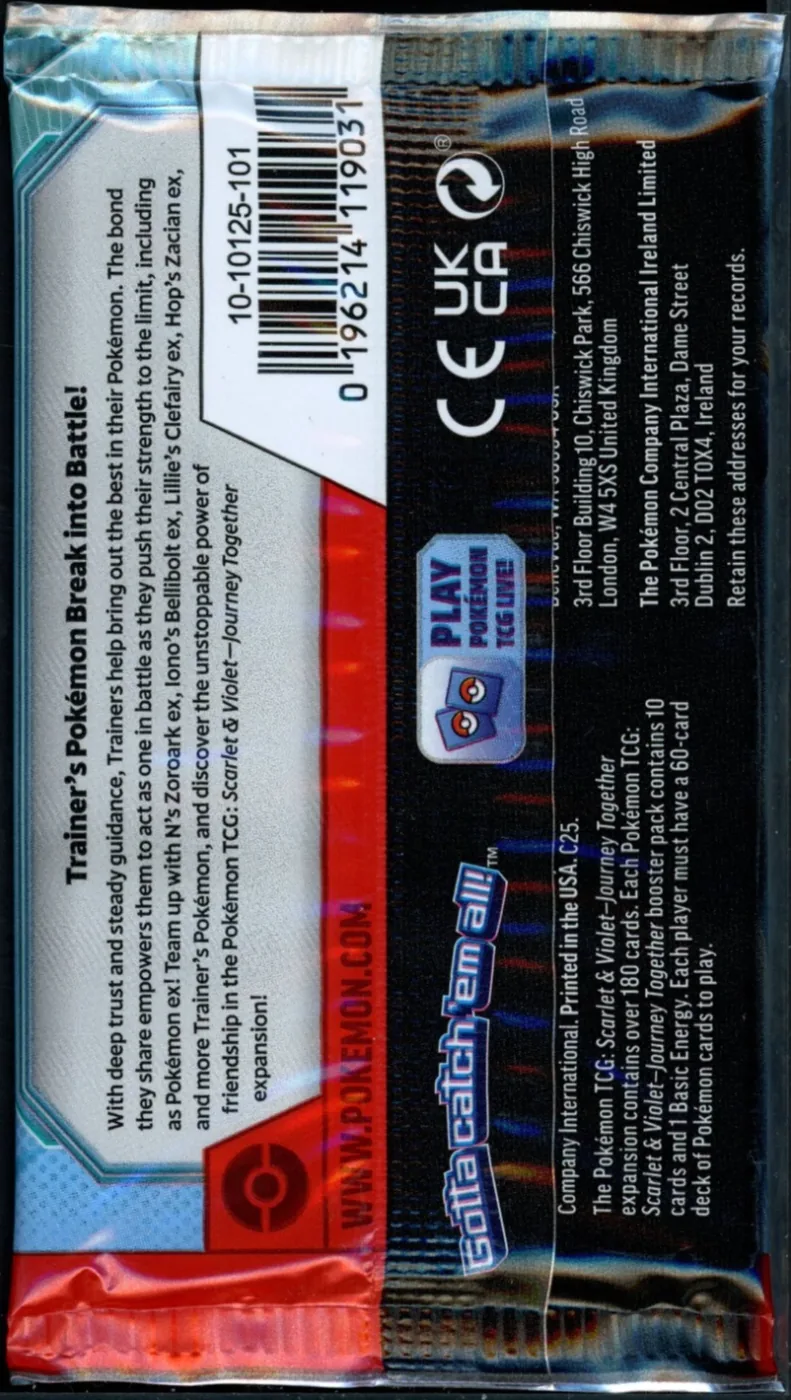 Trainer's Pokémon Break into Battle!
With deep trust and steady guidance, Trainers help bring out the best in their Pokémon. The bond
they share empowers them to act as one in battle as they push their strength to the limit, including
as Pokémon ex! Team up with N's Zoroark ex, Iono's Bellibolt ex, Lillie's Clefairy ex, Hop's Zacian ex,
and more Trainer's Pokémon, and discover the unstoppable power of
friendship in the Pokémon TCG: Scarlet & Violet—Journey Together
expansion!
10-10125-101
0 196214 119031
WWW.POKEMON.COM
Gotta catch 'em all!™
PLAY
POKÉMON
TCG LIVE!
CE UK
CA
®
Company International. Printed in the USA. C25.
The Pokémon TCG: Scarlet & Violet—Journey Together
expansion contains over 180 cards. Each Pokémon TCG:
Scarlet & Violet—Journey Together booster pack contains 10
cards and 1 Basic Energy. Each player must have a 60-card
deck of Pokémon cards to play.
3rd Floor Building 10, Chiswick Park, 566 Chiswick High Road
London, W4 5XS United Kingdom
The Pokémon Company International Ireland Limited
3rd Floor, 2 Central Plaza, Dame Street
Dublin 2, D02 T0X4, Ireland
Retain these addresses for your records.